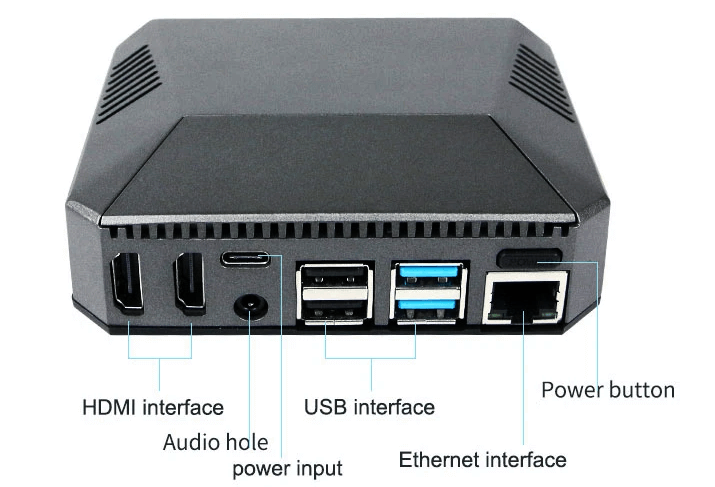 HDMI interface
USB interface
Power button
Audio hole
power input
Ethernet interface